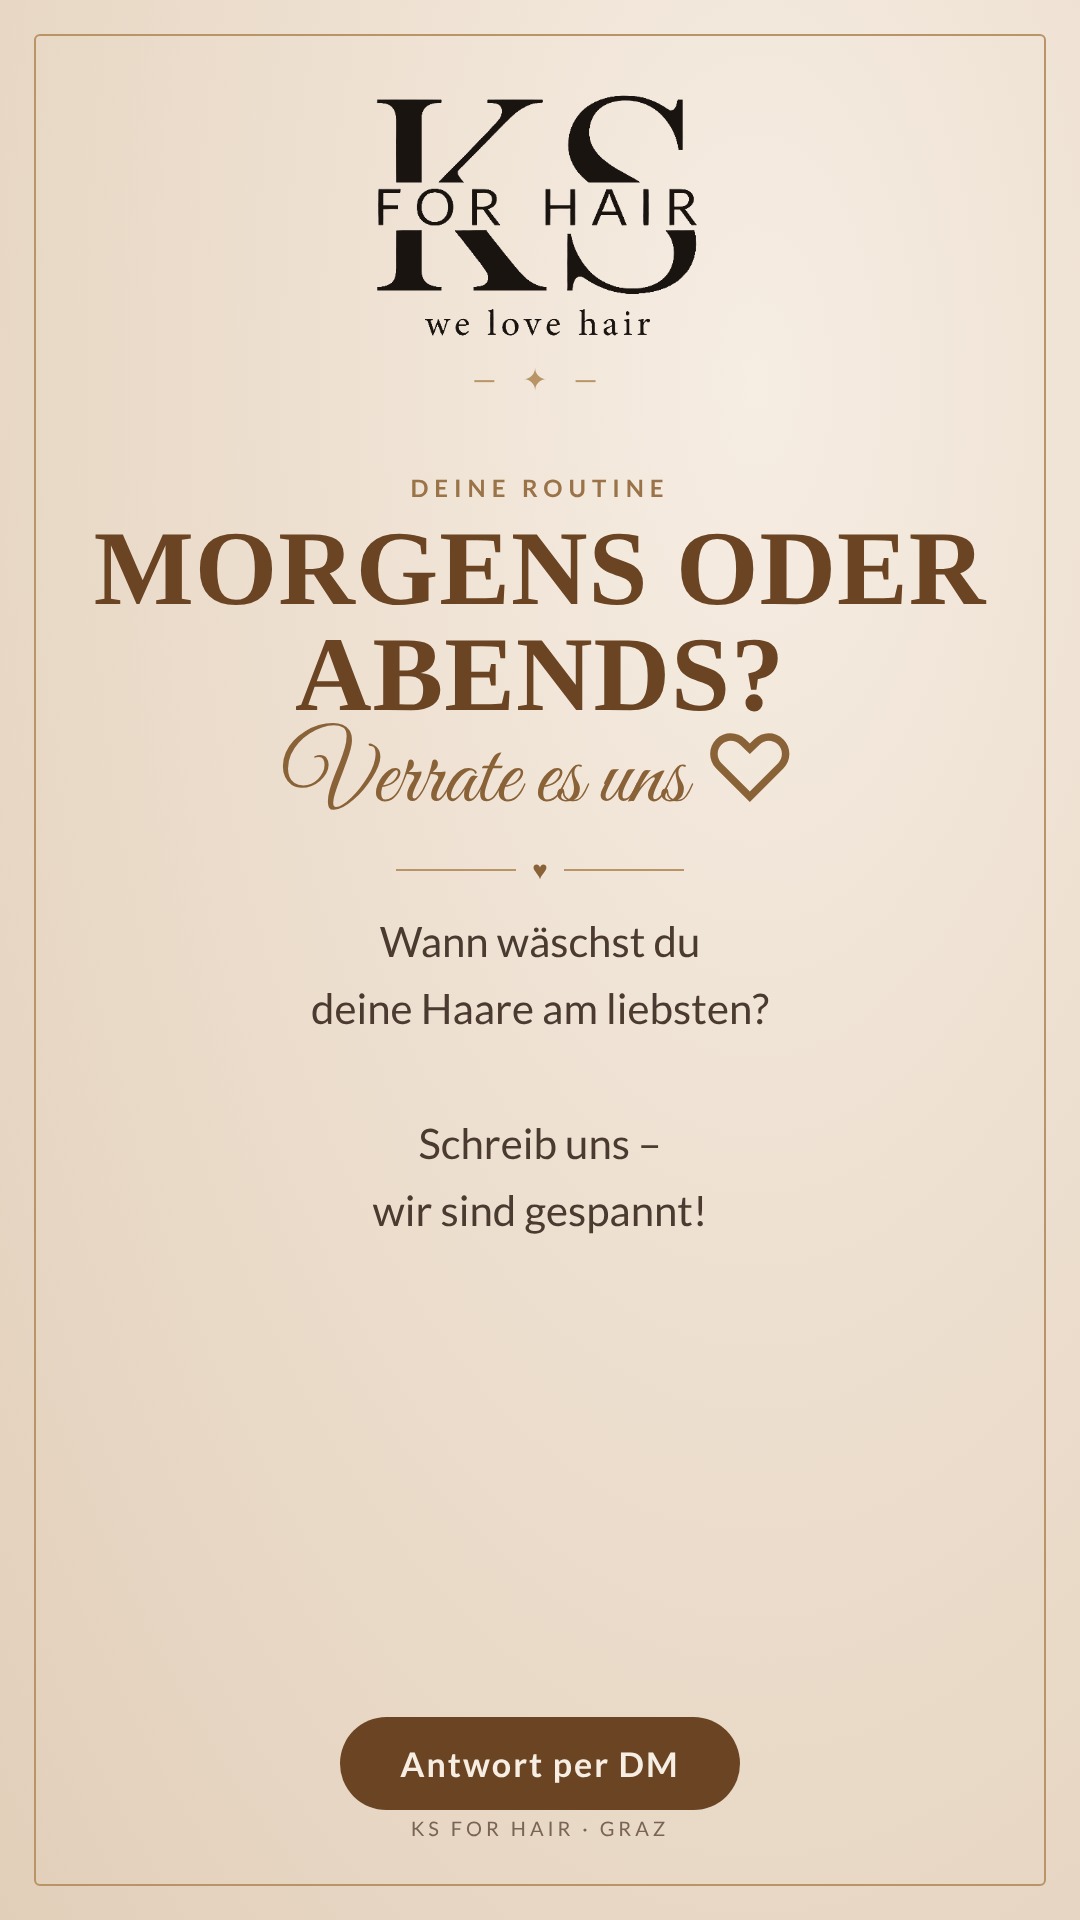 KS
FOR HAIR
we love hair
DEINE ROUTINE
MORGENS ODER
ABENDS?
Verrate es uns
Wann wäschst du
deine Haare am liebsten?
Schreib uns –
wir sind gespannt!
Antwort per DM
KS FOR HAIR · GRAZ